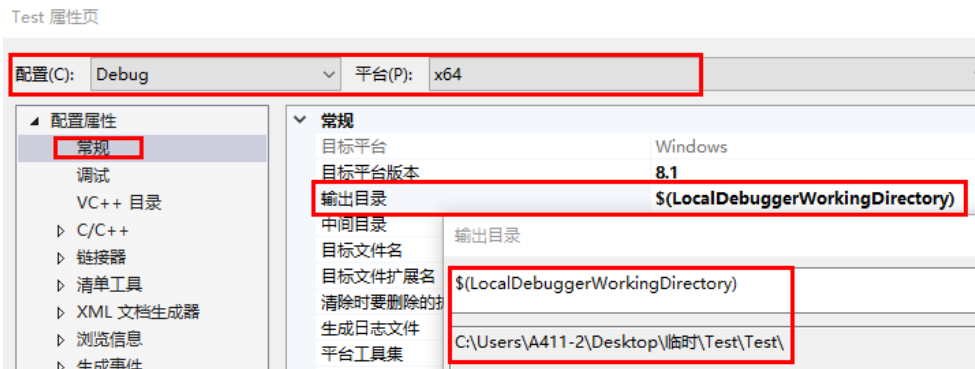 Test 属性页
配置(C): Debug 平台(P): x64
配置属性
常规
调试
VC++ 目录
C/C++
链接器
清单工具
XML 文档生成器
浏览信息
生成事件
常规
目标平台 Windows
目标平台版本 8.1
输出目录 $(LocalDebuggerWorkingDirectory)
中间目录
目标文件名
目标文件扩展名
清除时要删除的
生成日志文件
平台工具集
输出目录
$(LocalDebuggerWorkingDirectory)
C:\Users\A411-2\Desktop\临时\Test\Test\